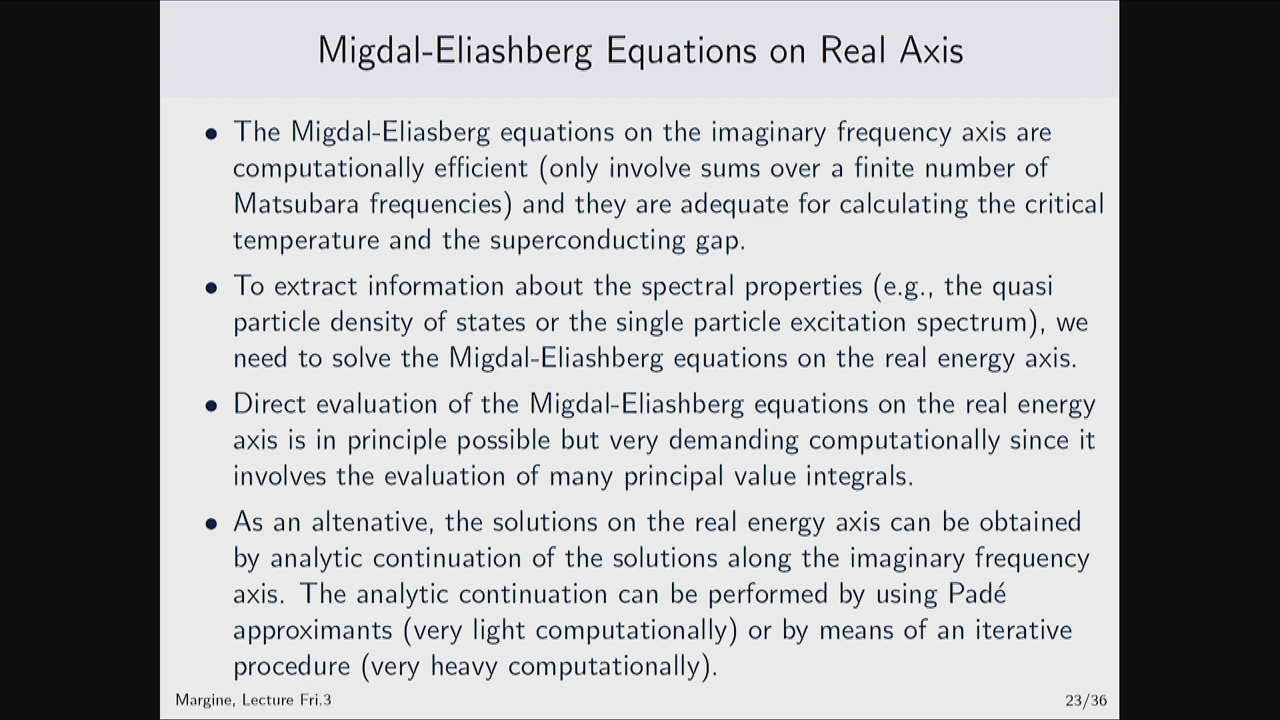 Migdal-Eliashberg Equations on Real Axis
• The Migdal-Eliasberg equations on the imaginary frequency axis are
computationally efficient (only involve sums over a finite number of
Matsubara frequencies) and they are adequate for calculating the critical
temperature and the superconducting gap.
• To extract information about the spectral properties (e.g., the quasi
particle density of states or the single particle excitation spectrum), we
need to solve the Migdal-Eliashberg equations on the real energy axis.
• Direct evaluation of the Migdal-Eliashberg equations on the real energy
axis is in principle possible but very demanding computationally since it
involves the evaluation of many principal value integrals.
• As an altenative, the solutions on the real energy axis can be obtained
by analytic continuation of the solutions along the imaginary frequency
axis. The analytic continuation can be performed by using Padé
approximants (very light computationally) or by means of an iterative
procedure (very heavy computationally).
Margine, Lecture Fri.3
23/36